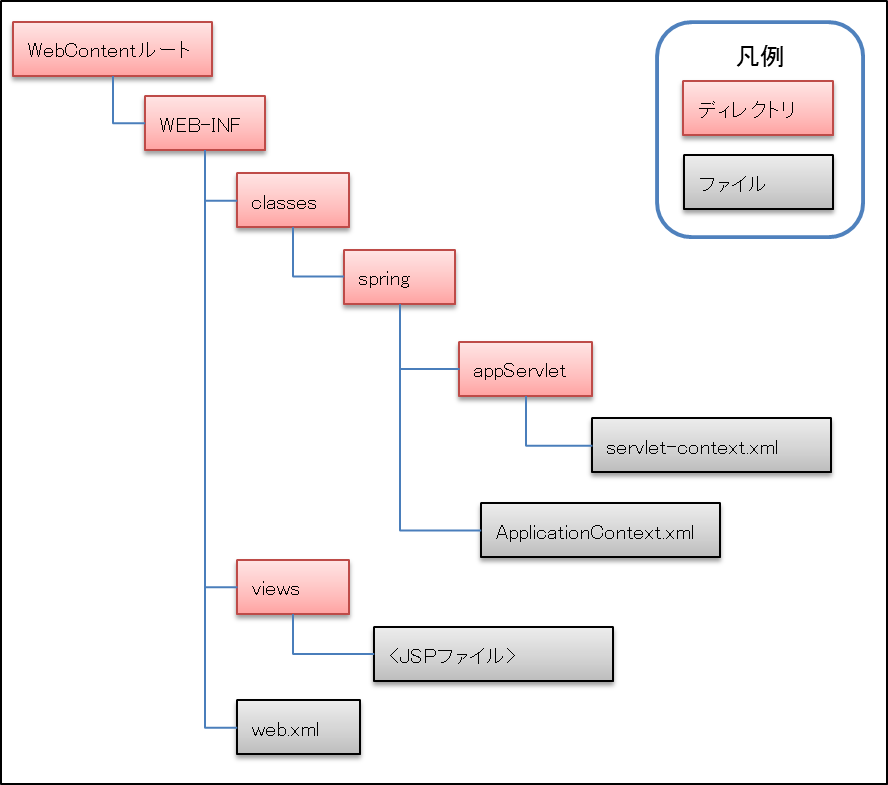 WebContentルート
凡例
ディレクトリ
ファイル
WEB-INF
classes
spring
appServlet
servlet-context.xml
ApplicationContext.xml
views
<JSPファイル>
web.xml